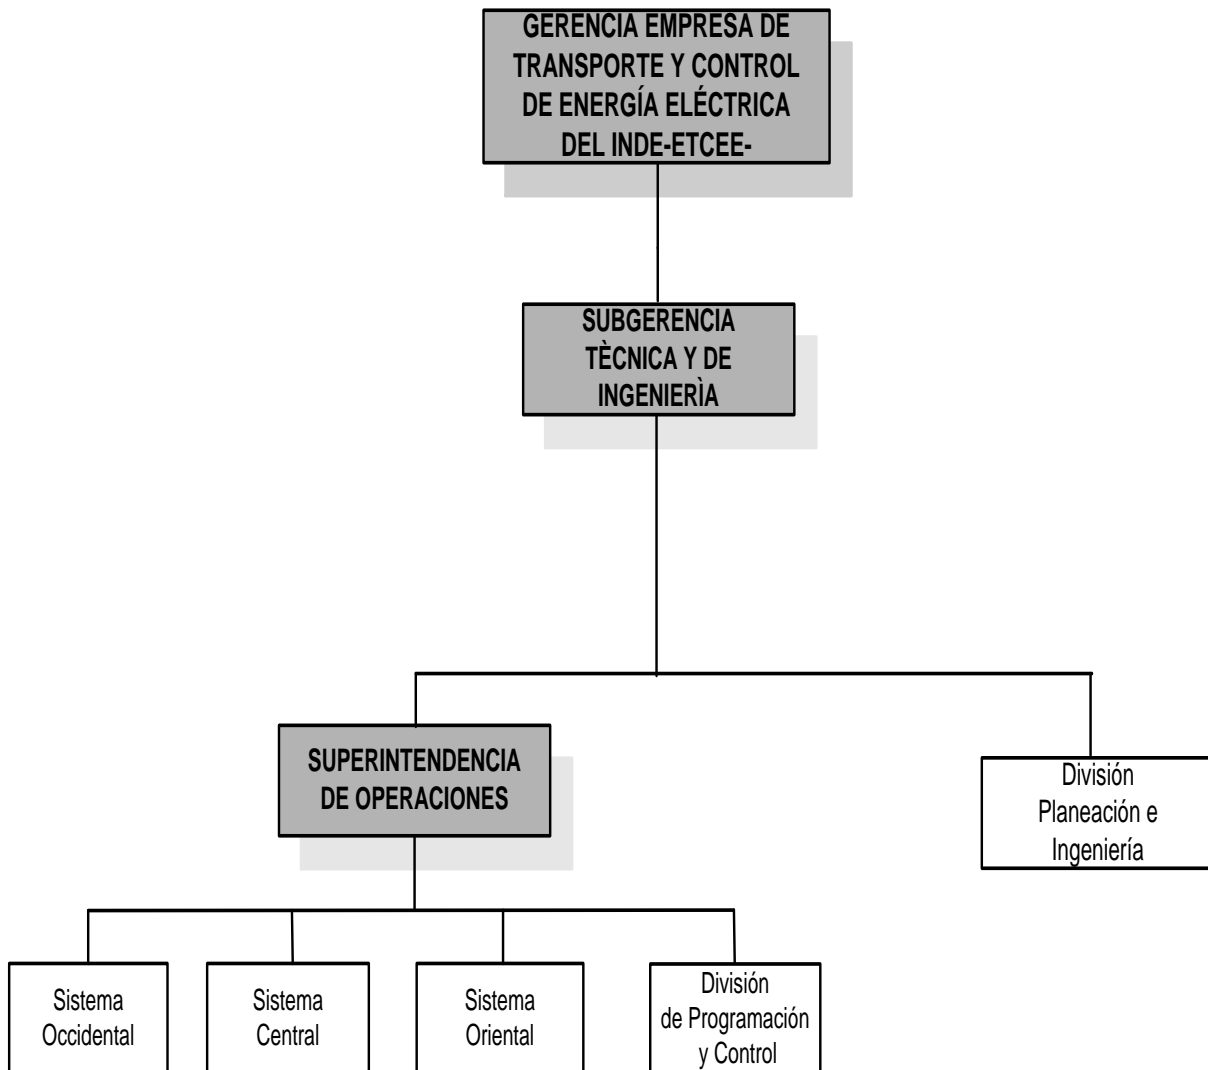 GERENCIA EMPRESA DE
TRANSPORTE Y CONTROL
DE ENERGÍA ELÉCTRICA
DEL INDE-ETCEE-
SUBGERENCIA
TÈCNICA Y DE
INGENIERÌA
SUPERINTENDENCIA
DE OPERACIONES
División
Planeación e
Ingeniería
Sistema
Occidental
Sistema
Central
Sistema
Oriental
División
de Programación
y Control